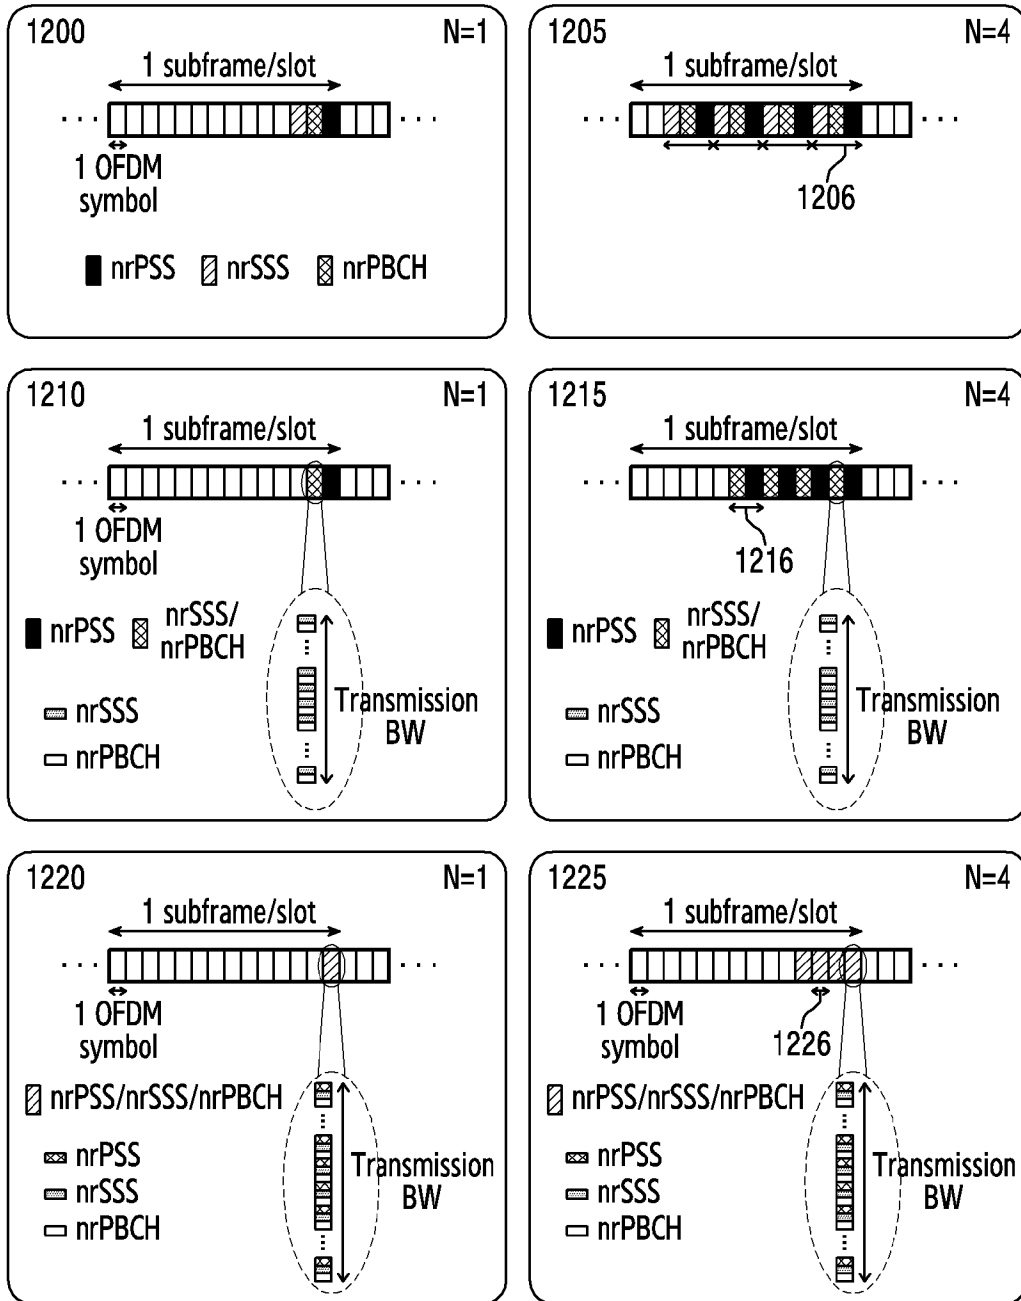 1200 N=1
1 subframe/slot
· · · · · ·
1 OFDM
symbol
nrPSS nrSSS nrPBCH
1205 N=4
1 subframe/slot
· · · · · ·
1206
1210 N=1
1 subframe/slot
· · · · · ·
1 OFDM
symbol
nrPSS nrSSS/
nrPBCH
nrSSS
nrPBCH
Transmission
BW
1215 N=4
1 subframe/slot
· · · · · ·
1216
nrPSS nrSSS/
nrPBCH
nrSSS
nrPBCH
Transmission
BW
1220 N=1
1 subframe/slot
· · · · · ·
1 OFDM
symbol
nrPSS/nrSSS/nrPBCH
nrPSS
nrSSS
nrPBCH
Transmission
BW
1225 N=4
1 subframe/slot
· · · · · ·
1 OFDM
symbol
1226
nrPSS/nrSSS/nrPBCH
nrPSS
nrSSS
nrPBCH
Transmission
BW